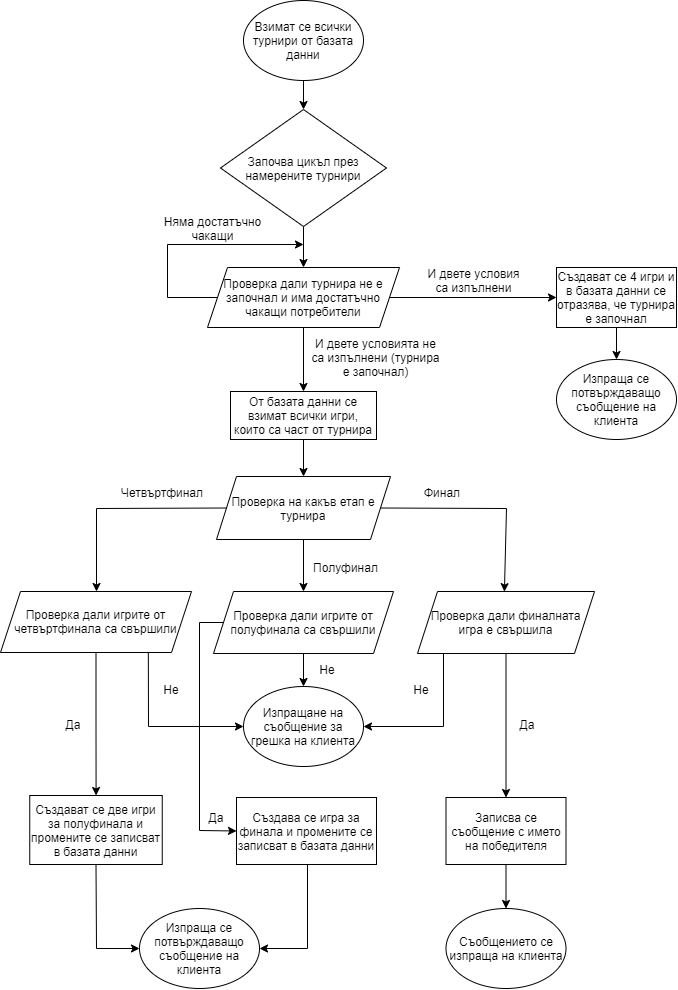 Взимат се всички
турнири от базата
данни
Започва цикъл през
намерените турнири
Няма достатъчно
чакащи
Проверка дали турнира не е
започнал и има достатъчно
чакащи потребители
И двете условия
са изпълнени
Създават се 4 игри и
в базата данни се
отразява, че турнира
е започнал
И двете условията не
са изпълнени (турнира
е започнал)
Изпраща се
потвърждаващо
съобщение на
клиента
От базата данни се
взимат всички игри,
които са част от турнира
Четвъртфинал
Проверка на какъв етап е
турнира
Финал
Полуфинал
Проверка дали игрите от
четвъртфинала са свършили
Проверка дали игрите от
полуфинала са свършили
Проверка дали финалната
игра е свършила
Не
Не
Не
Изпращане на
съобщение за
грешка на клиента
Да
Да
Да
Създават се две игри
за полуфинала и
промените се записват
в базата данни
Създава се игра за
финала и промените се
записват в базата данни
Записва се
съобщение с името
на победителя
Изпраща се
потвърждаващо
съобщение на
клиента
Съобщението се
изпраща на клиента